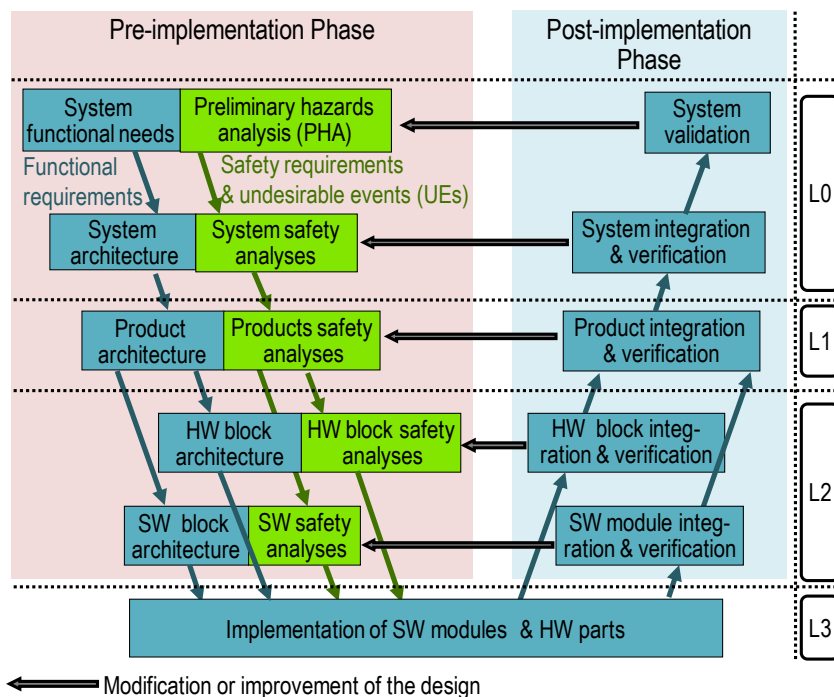 Pre-implementation Phase
Post-implementation
Phase
System
functional needs
Preliminary hazards
analysis (PHA)
System
validation
Functional
requirements
Safety requirements
& undesirable events (UEs)
L0
System
architecture
System safety
analyses
System integration
& verification
Product
architecture
Products safety
analyses
Product integration
& verification
L1
HW block
architecture
HW block safety
analyses
HW block integ-
ration & verification
L2
SW block
architecture
SW safety
analyses
SW module integ-
ration & verification
Implementation of SW modules & HW parts
L3
Modification or improvement of the design